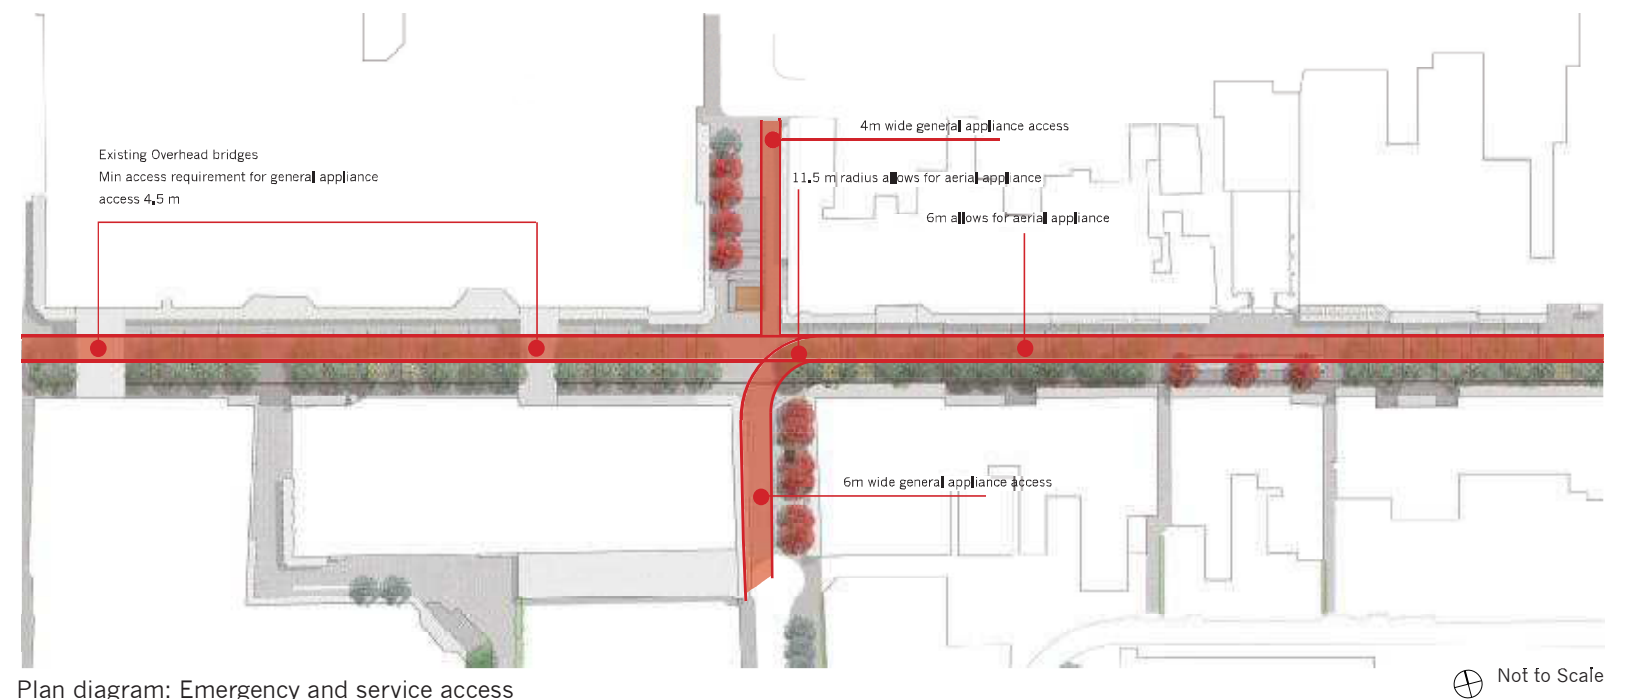 4m wide general appliance access
Existing Overhead bridges
Min access requirement for general appliance
access 4.5 m
11.5 m radius allows for aerial appliance
6m allows for aerial appliance
6m wide general appliance access
Plan diagram: Emergency and service access
Not to Scale